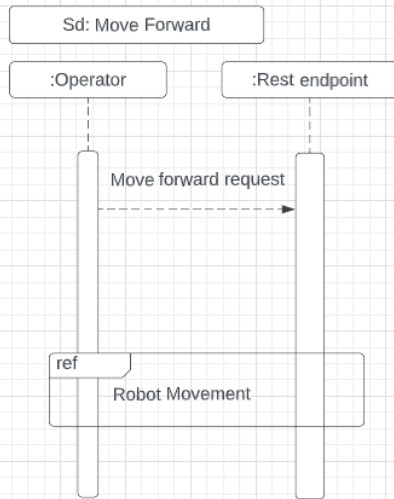 Sd: Move Forward
:Operator
:Rest endpoint
Move forward request
ref
Robot Movement